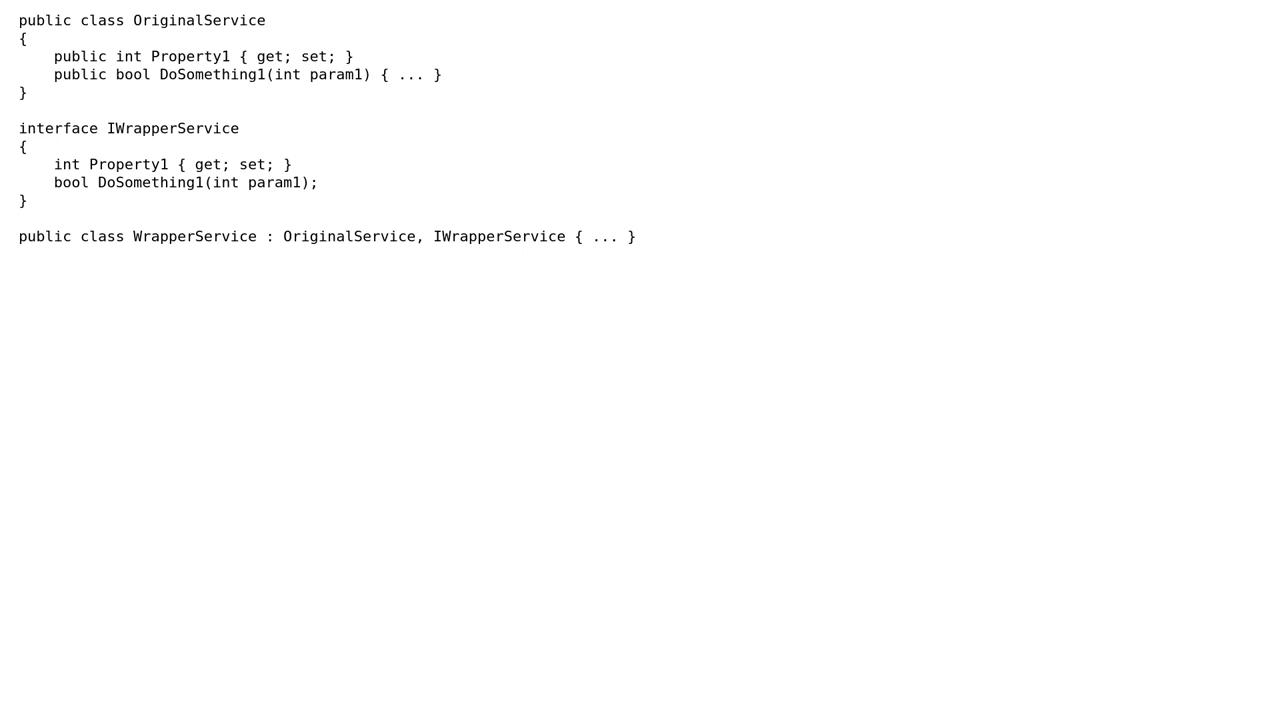 public class OriginalService
{
    public int Property1 { get; set; }
    public bool DoSomething1(int param1) { ... }
}

interface IWrapperService
{
    int Property1 { get; set; }
    bool DoSomething1(int param1);
}

public class WrapperService : OriginalService, IWrapperService { ... }